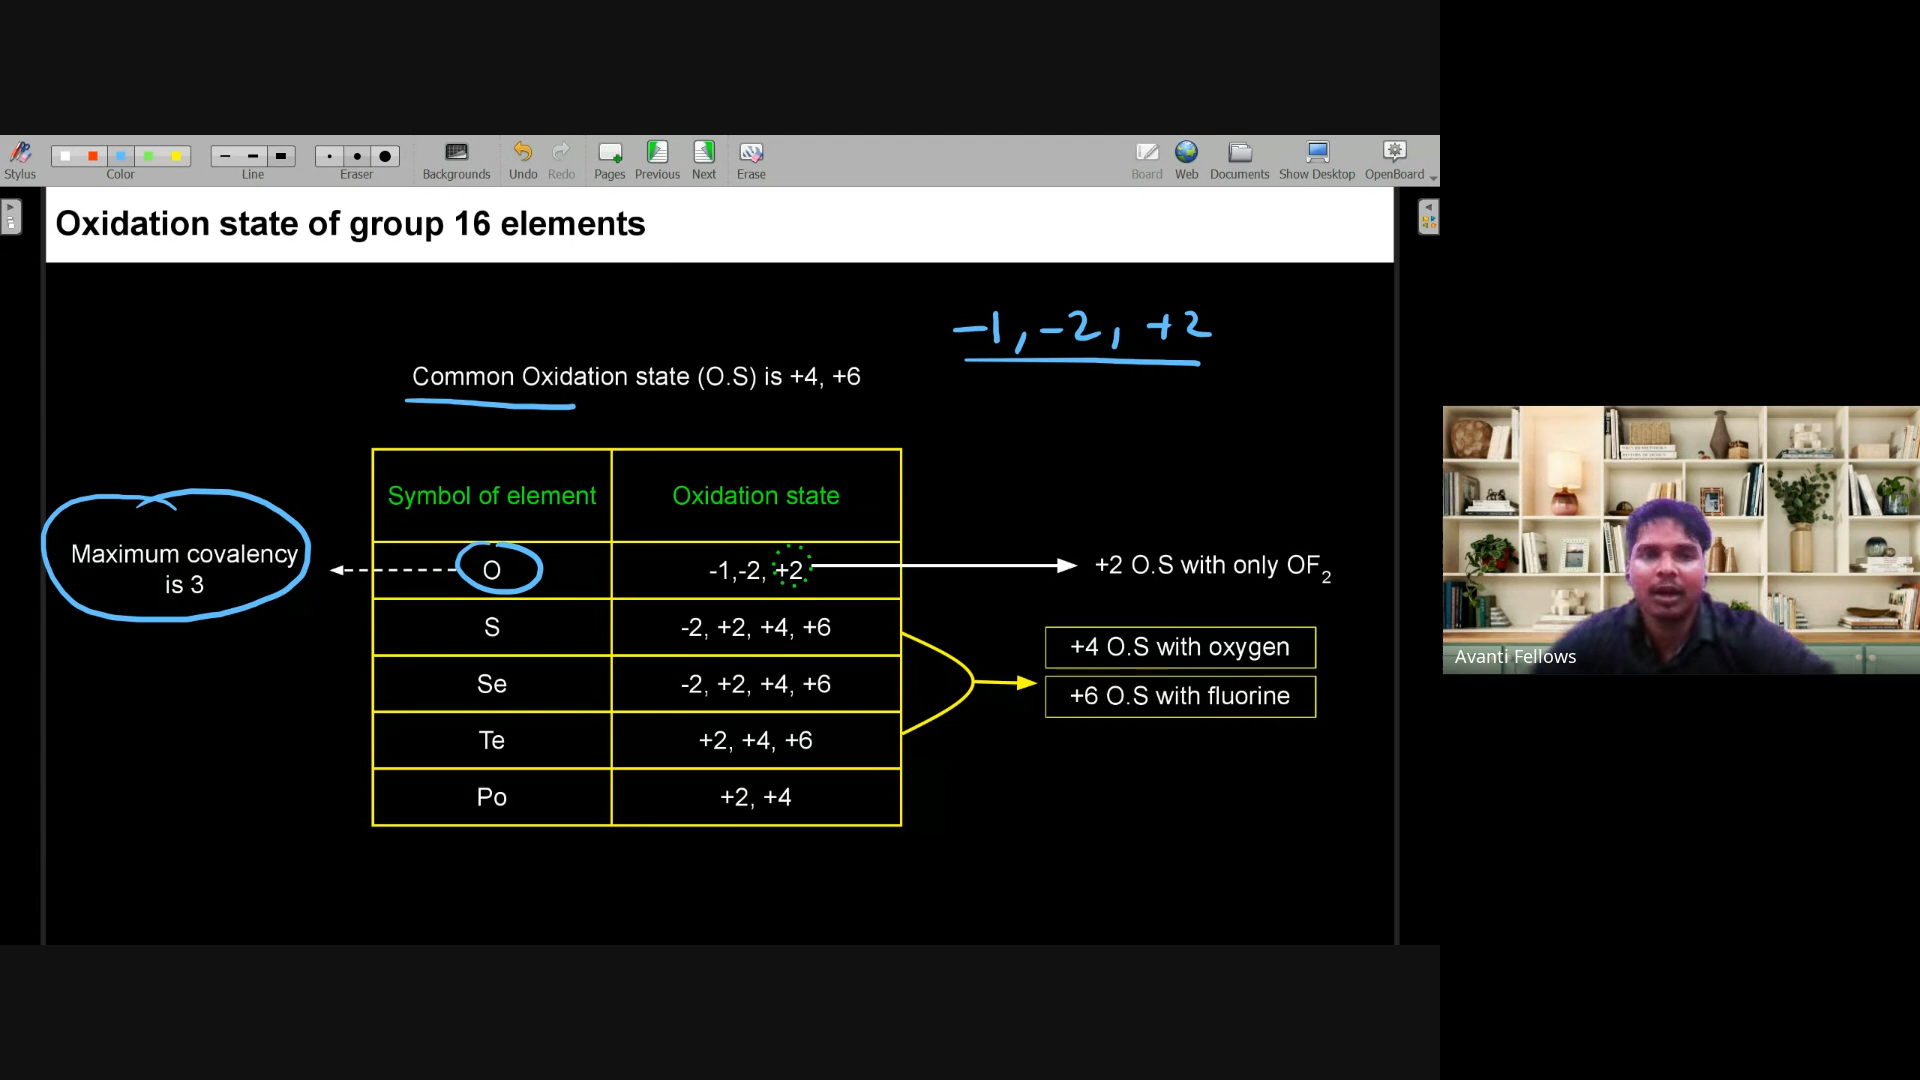 Stylus
Color
Line
Eraser
Backgrounds
Undo
Redo
Pages
Previous
Next
Erase
Board
Web
Documents
Show Desktop
OpenBoard
Oxidation state of group 16 elements
-1, -2, +2
Common Oxidation state (O.S) is +4, +6
Symbol of element Oxidation state
Maximum covalency
is 3
O -1,-2, +2
+2 O.S with only OF2
S -2, +2, +4, +6
+4 O.S with oxygen
Se -2, +2, +4, +6
+6 O.S with fluorine
Te +2, +4, +6
Po +2, +4
Avanti Fellows